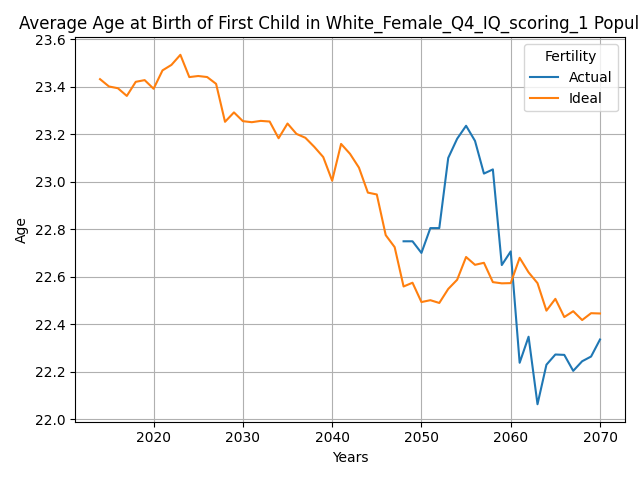 Average Age at Birth of First Child in White_Female_Q4_IQ_scoring_1 Popul
Fertility
Actual
Ideal
23.6
23.4
23.2
23.0
22.8
22.6
22.4
22.2
22.0
Age
2020 2030 2040 2050 2060 2070
Years